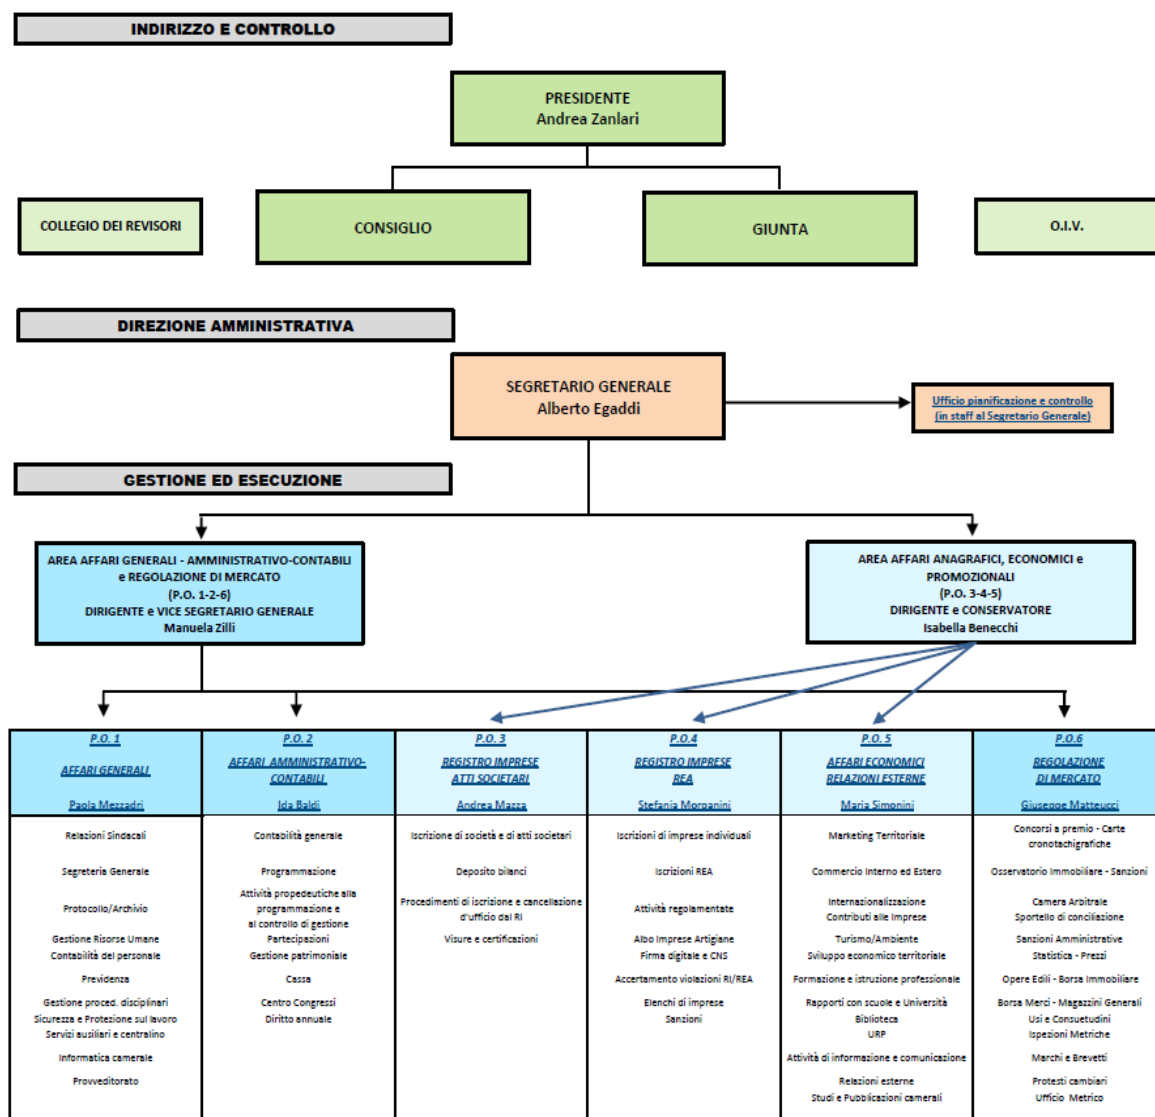 INDIRIZZO E CONTROLLO
PRESIDENTE
Andrea Zanlari
COLLEGIO DEI REVISORI
CONSIGLIO
GIUNTA
O.I.V.
DIREZIONE AMMINISTRATIVA
SEGRETARIO GENERALE
Alberto Egaddi
Ufficio pianificazione e controllo
(in staff al Segretario Generale)
GESTIONE ED ESECUZIONE
AREA AFFARI GENERALI - AMMINISTRATIVO-CONTABILI
e REGOLAZIONE DI MERCATO
(P.O. 1-2-6)
DIRIGENTE e VICE SEGRETARIO GENERALE
Manuela Zilli
AREA AFFARI ANAGRAFICI, ECONOMICI e
PROMOZIONALI
(P.O. 3-4-5)
DIRIGENTE e CONSERVATORE
Isabella Benecchi
P.O. 1
AFFARI GENERALI
Paola Mezzadri
Relazioni Sindacali
Segreteria Generale
Protocollo/Archivio
Gestione Risorse Umane
Contabilità del personale
Previdenza
Gestione proced. disciplinari
Sicurezza e Protezione sul lavoro
Servizi ausiliari e centralino
Informatica camerale
Provveditorato
P.O. 2
AFFARI AMMINISTRATIVO-
CONTABILI
Ida Baldi
Contabilità generale
Programmazione
Attività propedeutiche alla
programmazione e
al controllo di gestione
Partecipazioni
Gestione patrimoniale
Cassa
Centro Congressi
Diritto annuale
P.O. 3
REGISTRO IMPRESE
ATTI SOCIETARI
Andrea Mazza
Iscrizione di società e di atti societari
Deposito bilanci
Procedimenti di iscrizione e cancellazione
d'ufficio dal RI
Visure e certificazioni
P.O.4
REGISTRO IMPRESE
REA
Stefania Morganini
Iscrizioni di imprese individuali
Iscrizioni REA
Attività regolamentate
Albo Imprese Artigiane
Firma digitale e CNS
Accertamento violazioni RI/REA
Elenchi di imprese
Sanzioni
P.O. 5
AFFARI ECONOMICI
RELAZIONI ESTERNE
Maria Simonini
Marketing Territoriale
Commercio Interno ed Estero
Internazionalizzazione
Contributi alle Imprese
Turismo/Ambiente
Sviluppo economico territoriale
Formazione e istruzione professionale
Rapporti con scuole e Università
Biblioteca
URP
Attività di informazione e comunicazione
Relazioni esterne
Studi e Pubblicazioni camerali
P.O.6
REGOLAZIONE
DI MERCATO
Giuseppe Matteucci
Concorsi a premio - Carte
cronotachigrafiche
Osservatorio Immobiliare - Sanzioni
Camera Arbitrale
Sportello di conciliazione
Sanzioni Amministrative
Statistica - Prezzi
Opere Edili - Borsa Immobiliare
Borsa Merci - Magazzini Generali
Usi e Consuetudini
Ispezioni Metriche
Marchi e Brevetti
Protesti cambiari
Ufficio Metrico